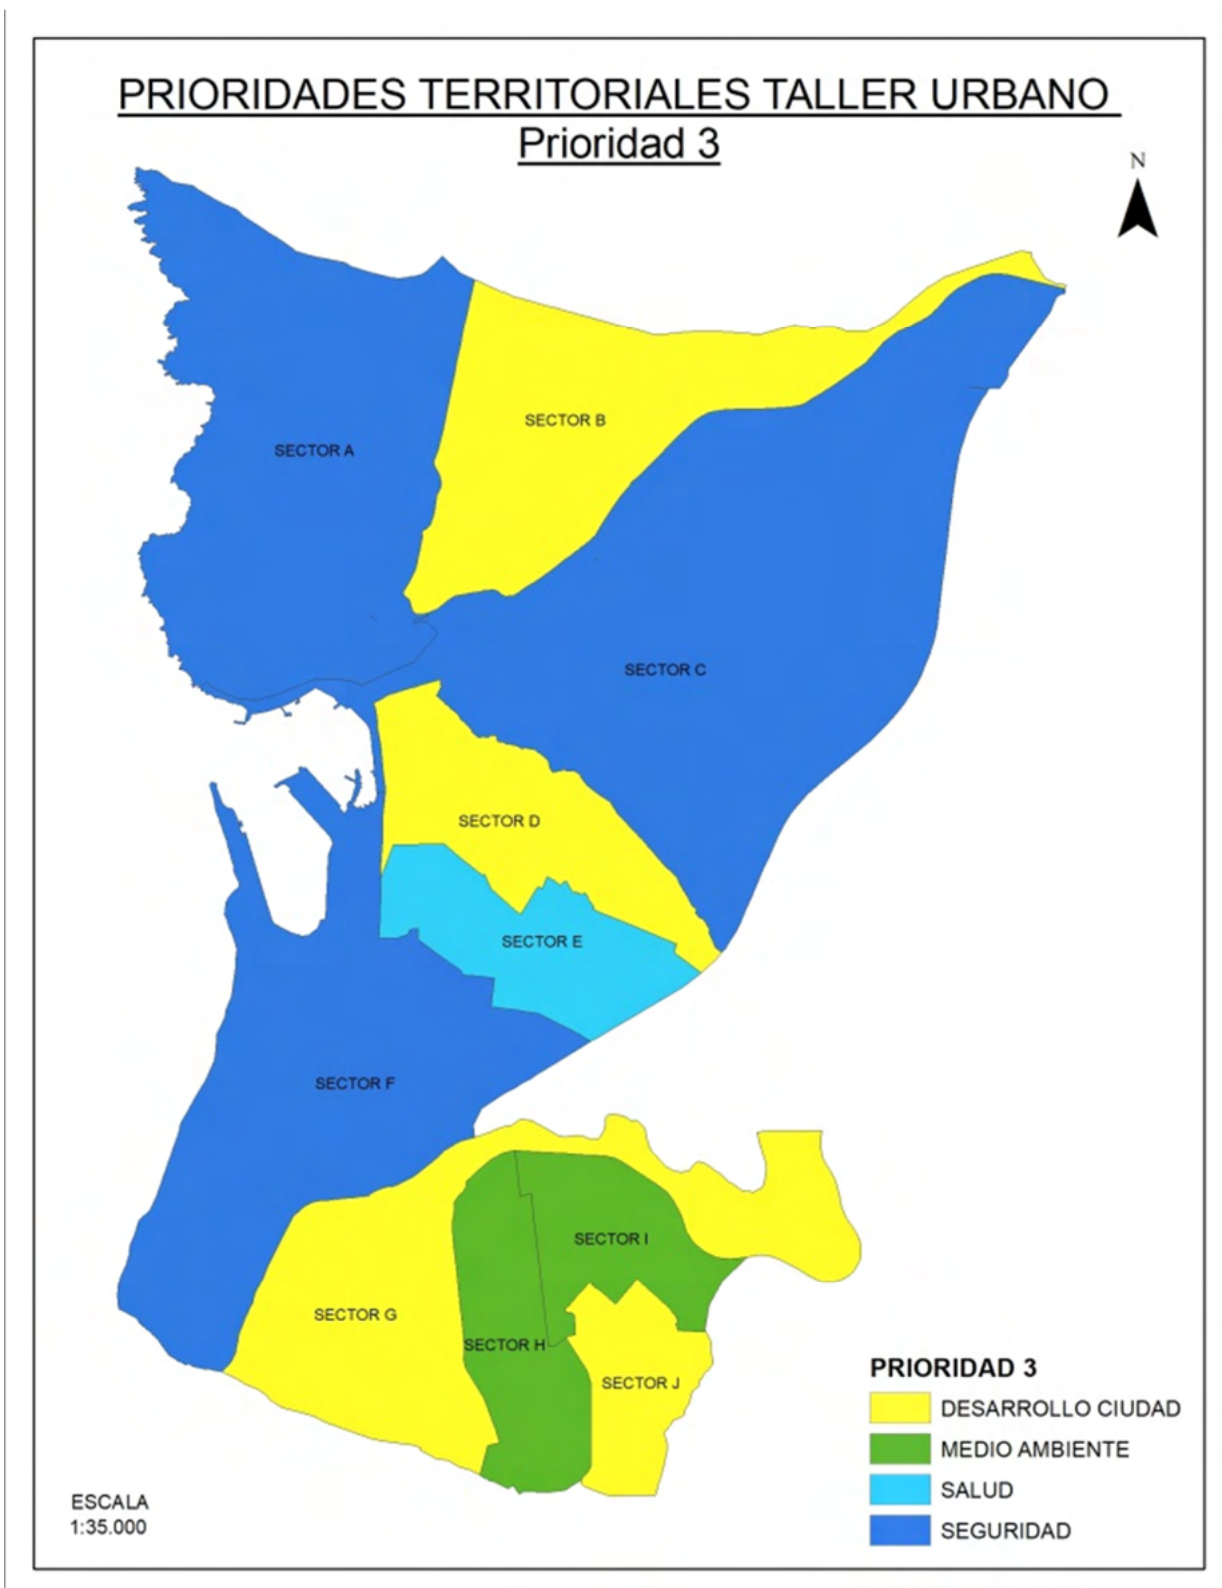 PRIORIDADES TERRITORIALES TALLER URBANO
Prioridad 3
N
SECTOR B
SECTOR A
SECTOR C
SECTOR D
SECTOR E
SECTOR F
SECTOR I
SECTOR G
SECTOR H
SECTOR J
PRIORIDAD 3
DESARROLLO CIUDAD
MEDIO AMBIENTE
SALUD
SEGURIDAD
ESCALA
1:35.000